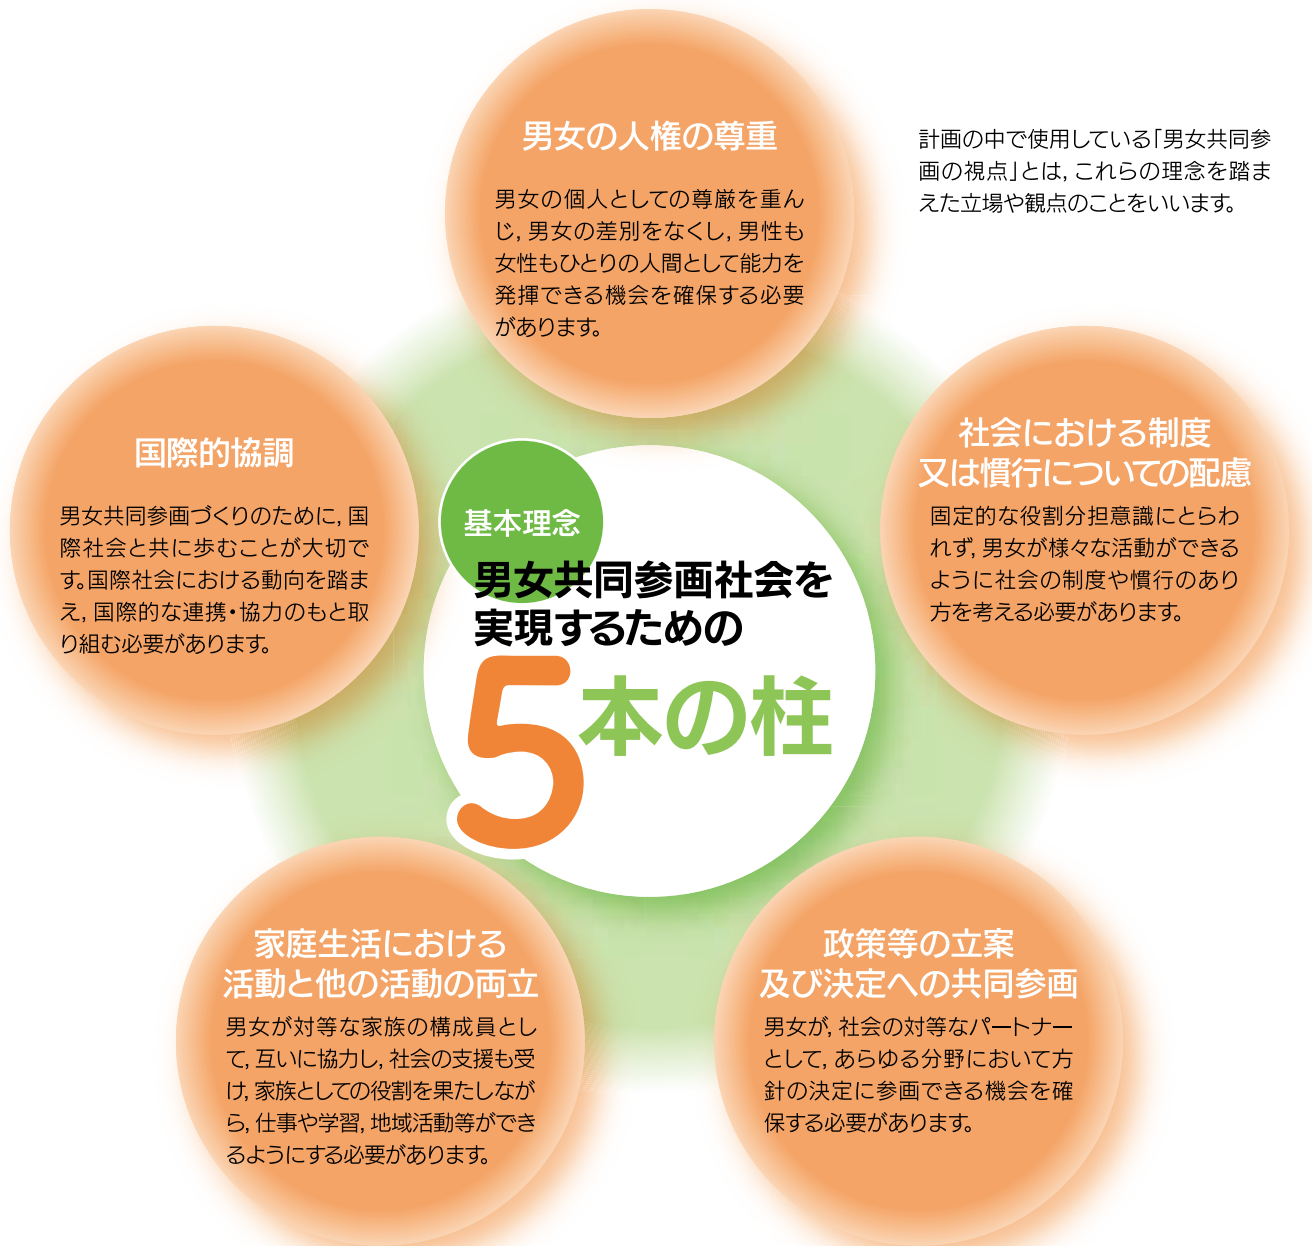 男女の人権の尊重
男女の個人としての尊厳を重ん
じ,男女の差別をなくし,男性も
女性もひとりの人間として能力を
発揮できる機会を確保する必要
があります。
計画の中で使用している「男女共同参
画の視点」とは,これらの理念を踏ま
えた立場や観点のことをいいます。
国際的協調
男女共同参画づくりのために,国
際社会と共に歩むことが大切で
す。国際社会における動向を踏ま
え,国際的な連携・協力のもと取
り組む必要があります。
基本理念
男女共同参画社会を
実現するための
5本の柱
社会における制度
又は慣行についての配慮
固定的な役割分担意識にとらわ
れず,男女が様々な活動ができる
ように社会の制度や慣行のあり
方を考える必要があります。
家庭生活における
活動と他の活動の両立
男女が対等な家族の構成員とし
て,互いに協力し,社会の支援も受
け,家族としての役割を果たしなが
ら,仕事や学習,地域活動等ができ
るようにする必要があります。
政策等の立案
及び決定への共同参画
男女が,社会の対等なパートナー
として,あらゆる分野において方
針の決定に参画できる機会を確
保する必要があります。